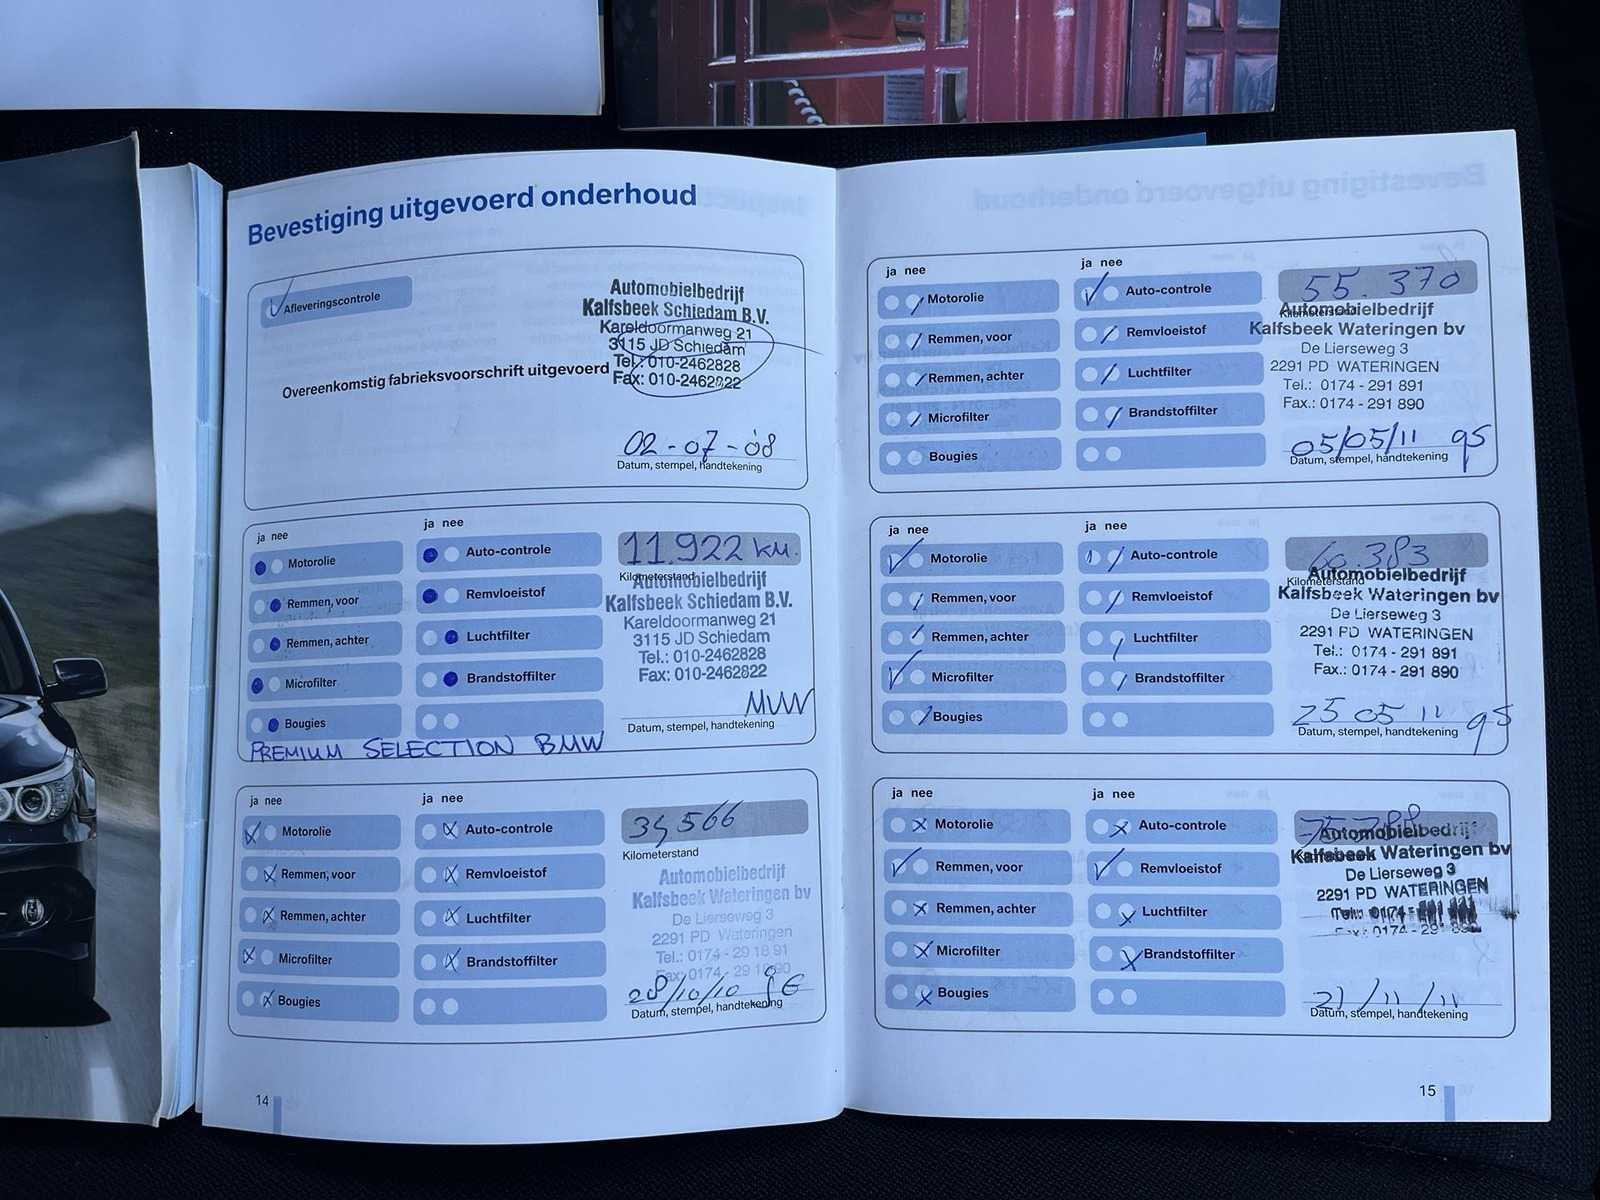 Bevestiging uitgevoerd onderhoud
Afleveringscontrole
Overeenkomstig fabrieksvoorschrift uitgevoerd
Automobielbedrijf
Kalfsbeek Schiedam B.V.
Kareldoormanweg 21
3115 JD Schiedam
Tel.: 010-2462828
Fax: 010-2462822
02-07-08
Datum, stempel, handtekening
ja nee
Motorolie
Remmen, voor
Remmen, achter
Microfilter
Bougies
ja nee
Auto-controle
Remvloeistof
Luchtfilter
Brandstoffilter
11.922 km.
Kilometerstand
Automobielbedrijf
Kalfsbeek Schiedam B.V.
Kareldoormanweg 21
3115 JD Schiedam
Tel.: 010-2462828
Fax: 010-2462822
Datum, stempel, handtekening
PREMIUM SELECTION BMW
ja nee
Motorolie
Remmen, voor
Remmen, achter
Microfilter
Bougies
ja nee
Auto-controle
Remvloeistof
Luchtfilter
Brandstoffilter
34,566
Kilometerstand
Automobielbedrijf
Kalfsbeek Wateringen bv
De Lierseweg 3
2291 PD Wateringen
Tel.: 0174 - 29 18 91
Fax: 0174 - 29 18 90
28/10/10
Datum, stempel, handtekening
14
ja nee
Motorolie
Remmen, voor
Remmen, achter
Microfilter
Bougies
ja nee
Auto-controle
Remvloeistof
Luchtfilter
Brandstoffilter
55.370
Kilometerstand
Automobielbedrijf
Kalfsbeek Wateringen bv
De Lierseweg 3
2291 PD WATERINGEN
Tel.: 0174 - 291 891
Fax.: 0174 - 291 890
05/05/11
Datum, stempel, handtekening
ja nee
Motorolie
Remmen, voor
Remmen, achter
Microfilter
Bougies
ja nee
Auto-controle
Remvloeistof
Luchtfilter
Brandstoffilter
Kilometerstand
Automobielbedrijf
Kalfsbeek Wateringen bv
De Lierseweg 3
2291 PD WATERINGEN
Tel.: 0174 - 291 891
Fax.: 0174 - 291 890
25 05 11
Datum, stempel, handtekening
ja nee
Motorolie
Remmen, voor
Remmen, achter
Microfilter
Bougies
ja nee
Auto-controle
Remvloeistof
Luchtfilter
Brandstoffilter
Automobielbedrijf
Kalfsbeek Wateringen bv
De Lierseweg 3
2291 PD WATERINGEN
21/11/11
Datum, stempel, handtekening
15